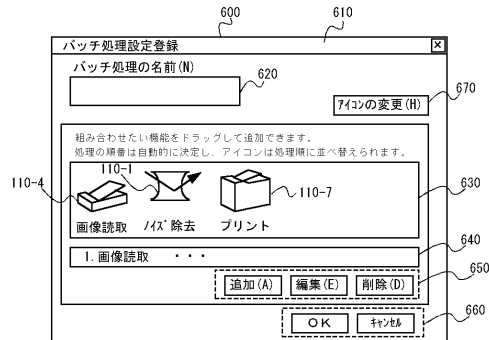 600
610
バッチ処理設定登録
×
バッチ処理の名前(N)
620
670
アイコンの変更(H)
組み合わせたい機能をドラッグして追加できます。
処理の順番は自動的に決定し、アイコンは処理順に並べ替えられます。
110-4
110-1
110-7
630
画像読取
ノイズ除去
プリント
640
1. 画像読取 ・・・
650
追加(A)
編集(E)
削除(D)
660
OK
キャンセル